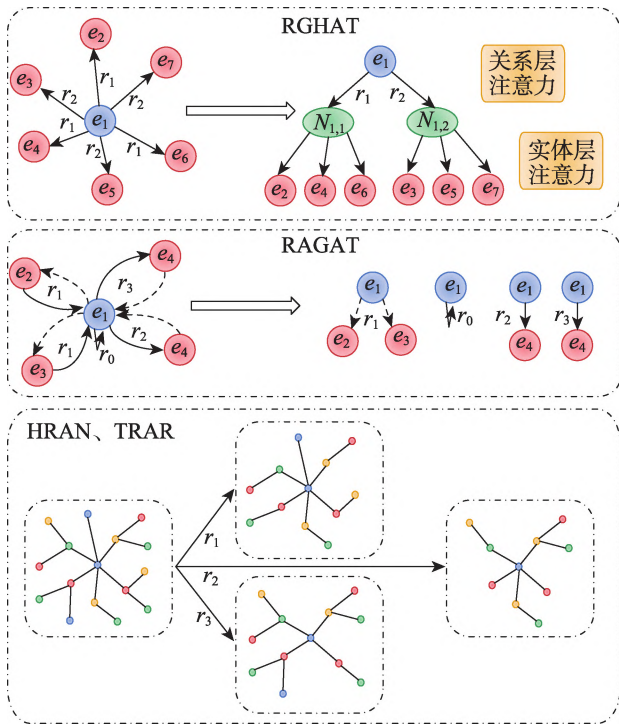 RGHAT
e2
e3
e7
r1
r2
r2
e1
r1
r2
r1
e4
e5
e6
e1
r1
r2
N1,1
N1,2
e2
e4
e6
e3
e5
e7
关系层
注意力
实体层
注意力
RAGAT
e2
e4
r1
r3
e1
r1
r0
r2
e3
e4
e1
r1
e2
e3
e1
r0
e1
r2
e4
e1
r3
e4
HRAN、TRAR
r1
r2
r3